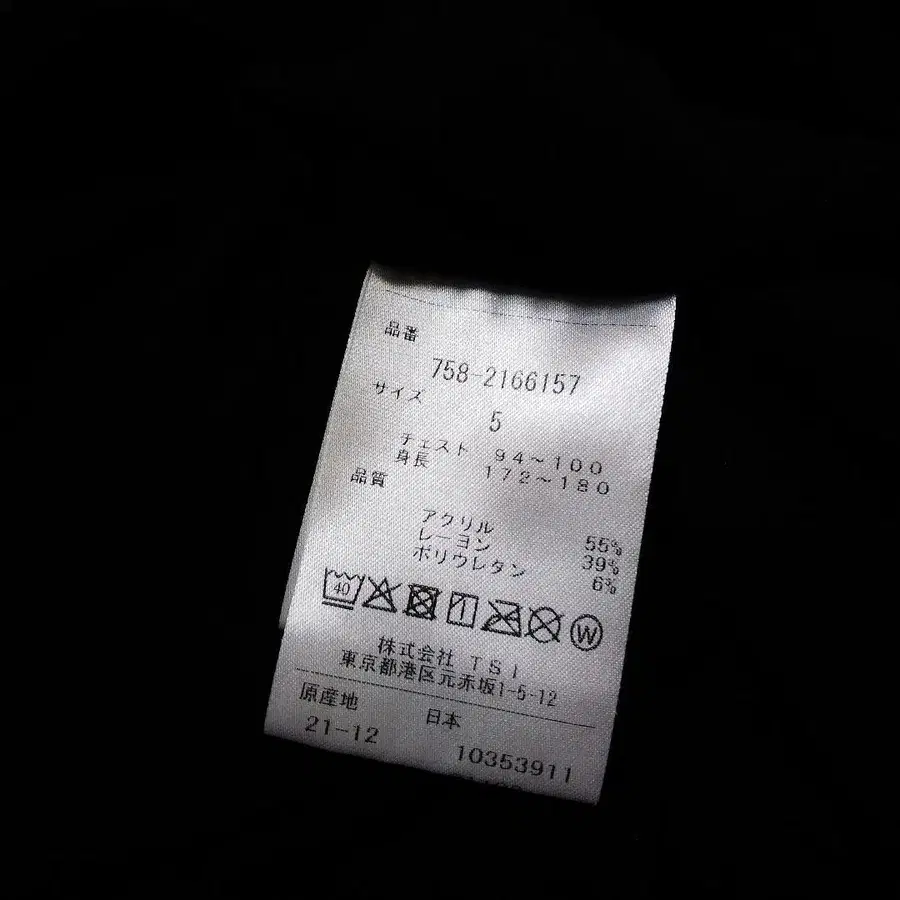 品番
758-2166157
サイズ
5
チェスト 94～100
身長 172～180
品質
アクリル 55%
レーヨン 39%
ポリウレタン 6%
40
W
株式会社 TSI
東京都港区元赤坂1-5-12
原産地 日本
21-12 10353911